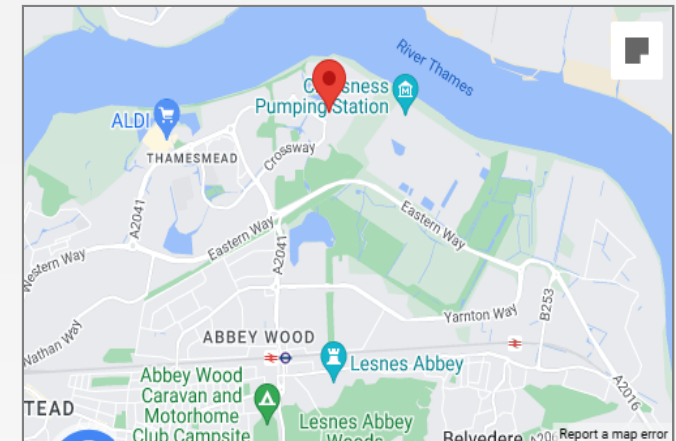 River Thames
C
ossness
Pumping Station
ALDI
THAMESMEAD
Crossway
A2041
Eastern Way
Eastern Way
Western Way
A2041
Yarnton Way
B253
Nathan Way
ABBEY WOOD
Lesnes Abbey
A2016
Abbey Wood
Caravan and
Motorhome
Club Campsite
TEAD
Lesnes Abbey
Woods
Belvedere
Report a map error